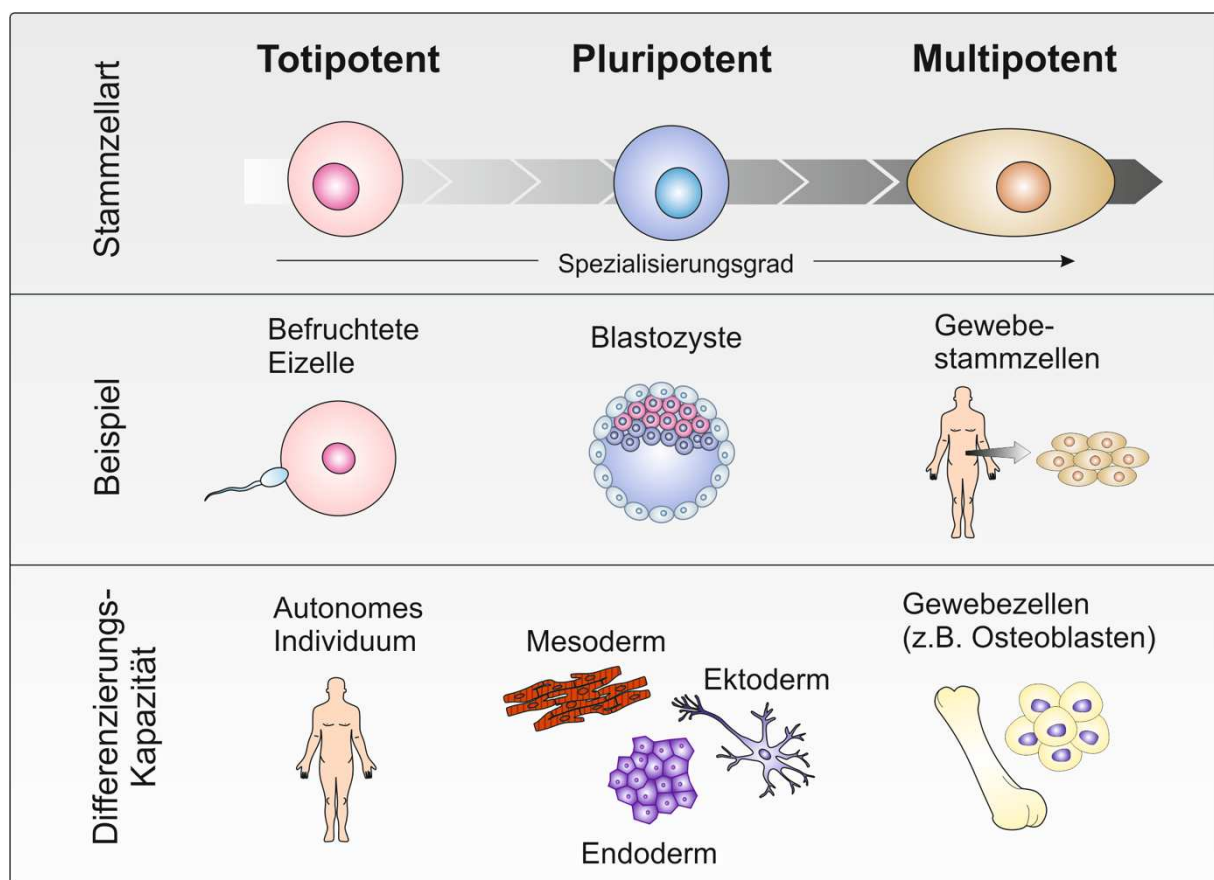 Stammzellart
Totipotent
Pluripotent
Multipotent
Spezialisierungsgrad
Beispiel
Befruchtete
Eizelle
Blastozyste
Gewebe-
stammzellen
Differenzierungs-
Kapazität
Autonomes
Individuum
Mesoderm
Ektoderm
Endoderm
Gewebezellen
(z.B. Osteoblasten)